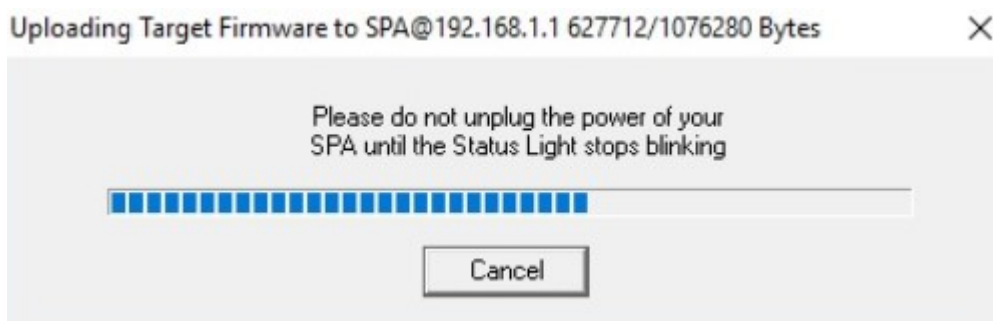 Uploading Target Firmware to SPA@192.168.1.1 627712/1076280 Bytes
Please do not unplug the power of your
SPA until the Status Light stops blinking
Cancel